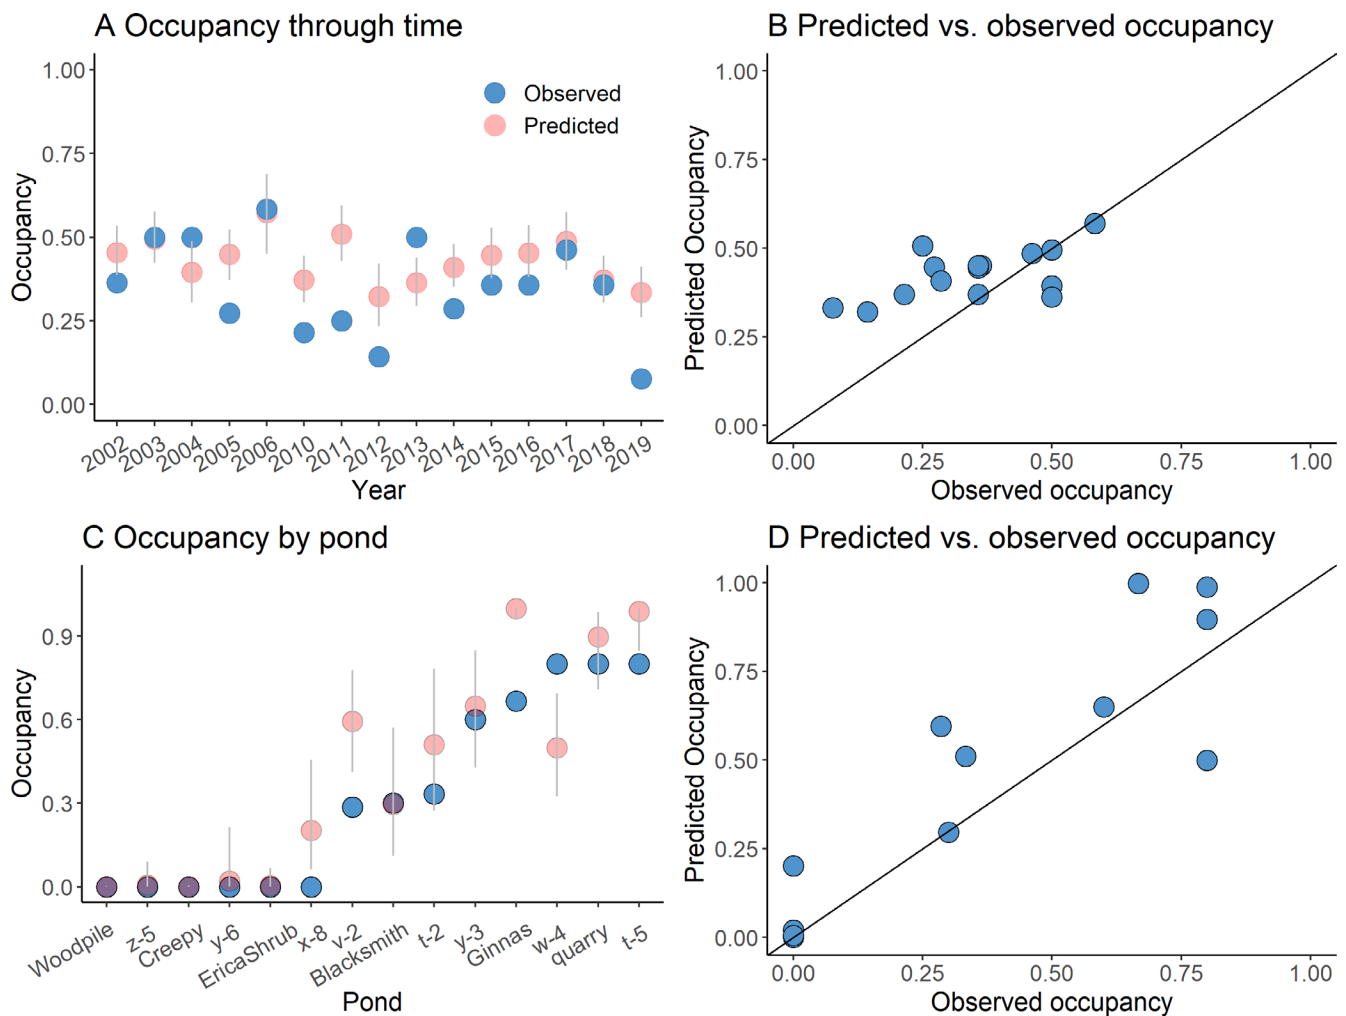 A Occupancy through time
1.00
0.75
0.50
0.25
0.00
Occupancy
Observed
Predicted
2002
2003
2004
2005
2006
2010
2011
2012
2013
2014
2015
2016
2017
2018
2019
Year
B Predicted vs. observed occupancy
1.00
0.75
0.50
0.25
0.00
Predicted Occupancy
0.00 0.25 0.50 0.75 1.00
Observed occupancy
C Occupancy by pond
0.9
0.6
0.3
0.0
Occupancy
Woodpile
z-5
Creepy
y-6
EricaShrub
x-8
v-2
Blacksmith
t-2
y-3
Ginnas
w-4
quarry
t-5
Pond
D Predicted vs. observed occupancy
1.00
0.75
0.50
0.25
0.00
Predicted Occupancy
0.00 0.25 0.50 0.75 1.00
Observed occupancy